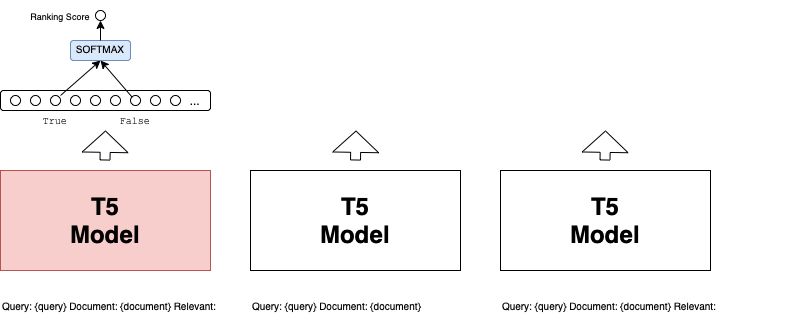 Ranking Score
SOFTMAX
...
True False
T5
Model
T5
Model
T5
Model
Query: {query} Document: {document} Relevant:
Query: {query} Document: {document}
Query: {query} Document: {document} Relevant: